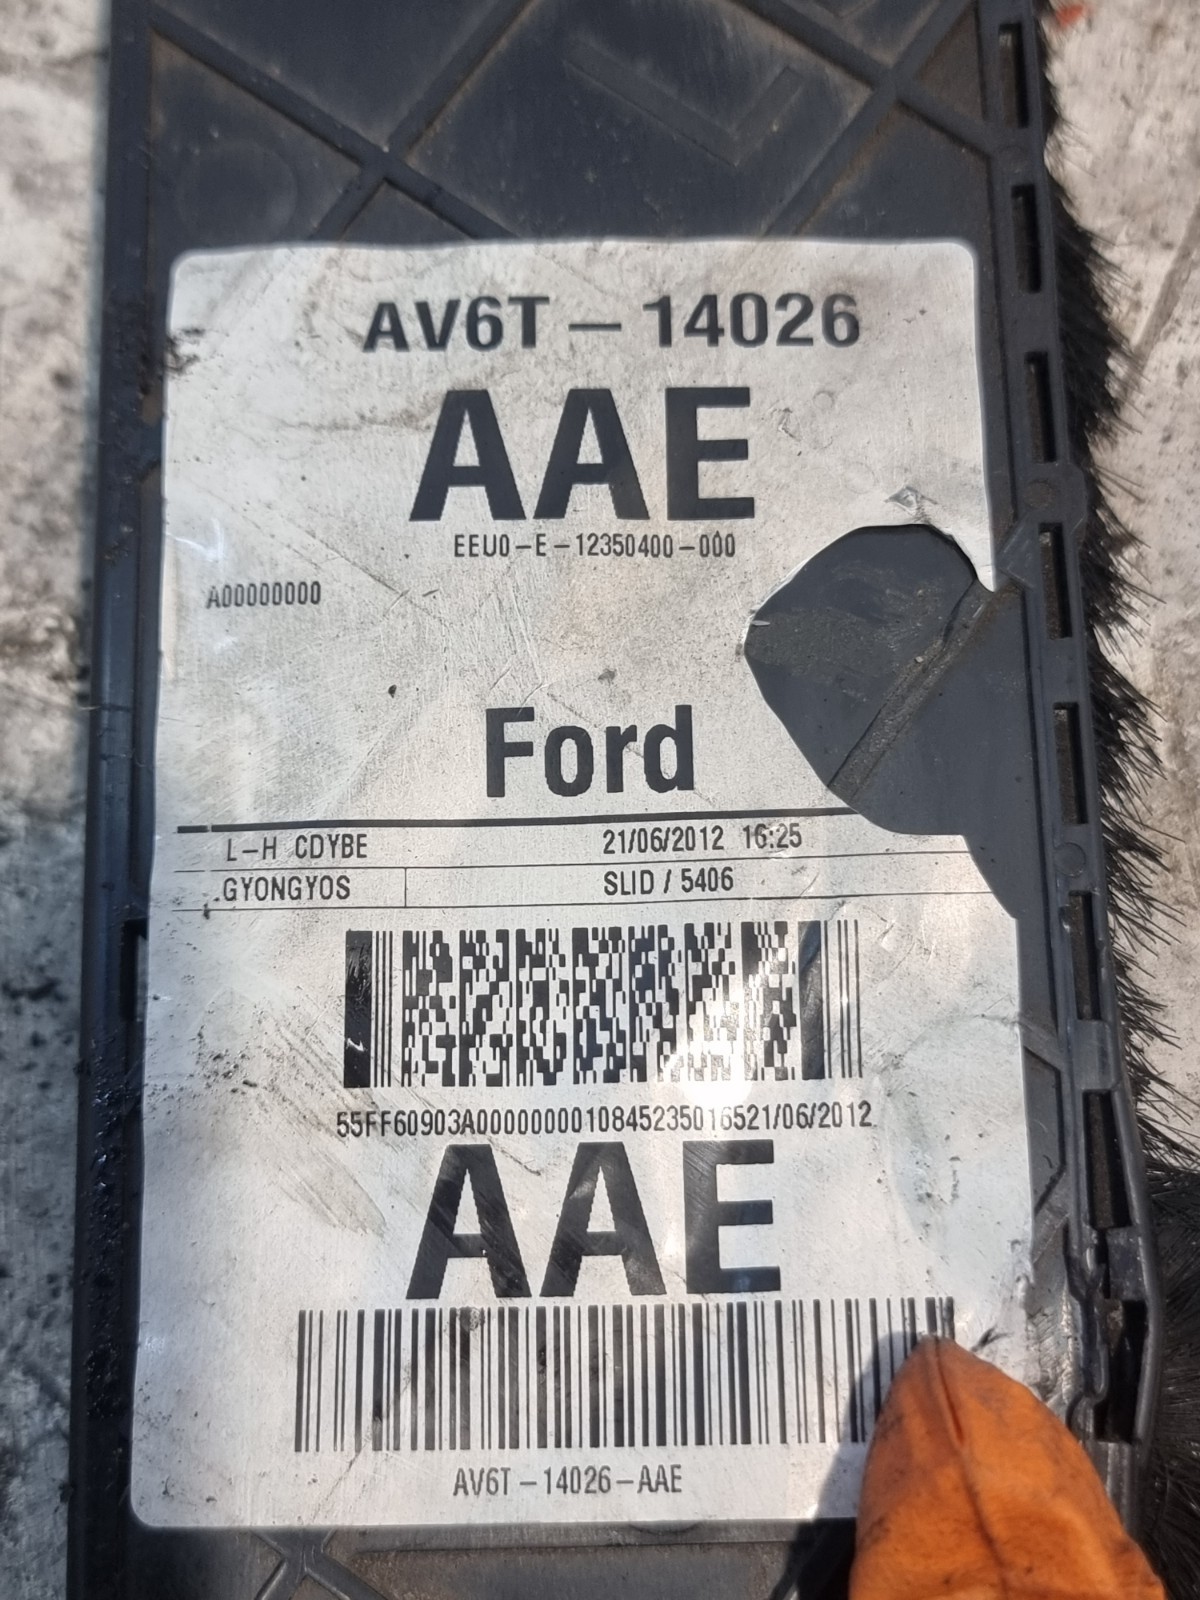 AV6T – 14026
AAE
EEU0-E-12350400-000
A00000000
Ford
L-H CDYBE 21/06/2012 16:25
.GYONGYOS SLID / 5406
55FF60903A0000000010845235016521/06/2012
AAE
AV6T-14026-AAE